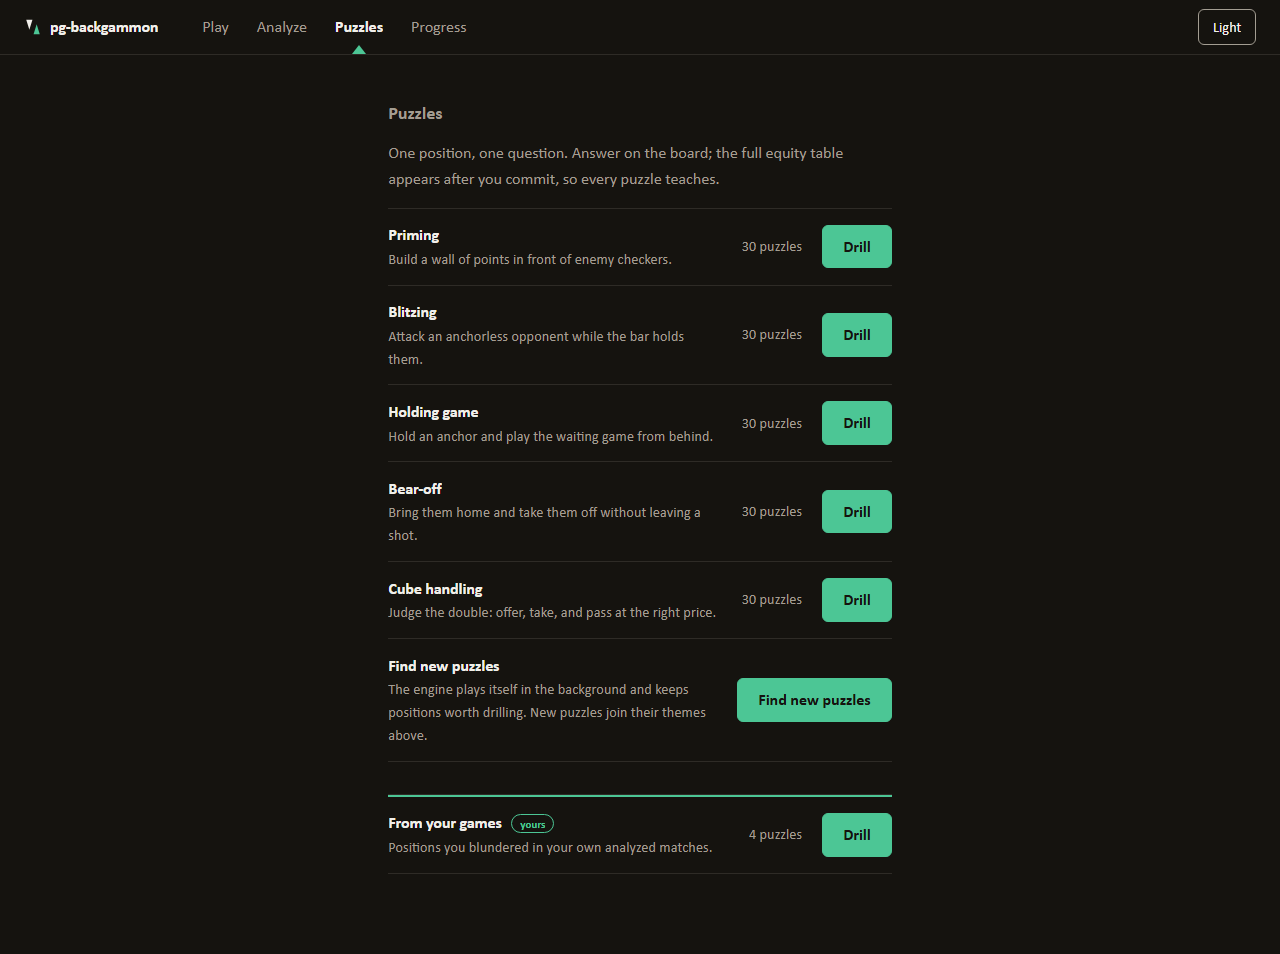 pg-backgammon Play Analyze Puzzles Progress Light
Puzzles
One position, one question. Answer on the board; the full equity table
appears after you commit, so every puzzle teaches.
Priming
Build a wall of points in front of enemy checkers.
30 puzzles
Drill
Blitzing
Attack an anchorless opponent while the bar holds
them.
30 puzzles
Drill
Holding game
Hold an anchor and play the waiting game from behind.
30 puzzles
Drill
Bear-off
Bring them home and take them off without leaving a
shot.
30 puzzles
Drill
Cube handling
Judge the double: offer, take, and pass at the right price.
30 puzzles
Drill
Find new puzzles
The engine plays itself in the background and keeps
positions worth drilling. New puzzles join their themes
above.
Find new puzzles
From your games yours
Positions you blundered in your own analyzed matches.
4 puzzles
Drill